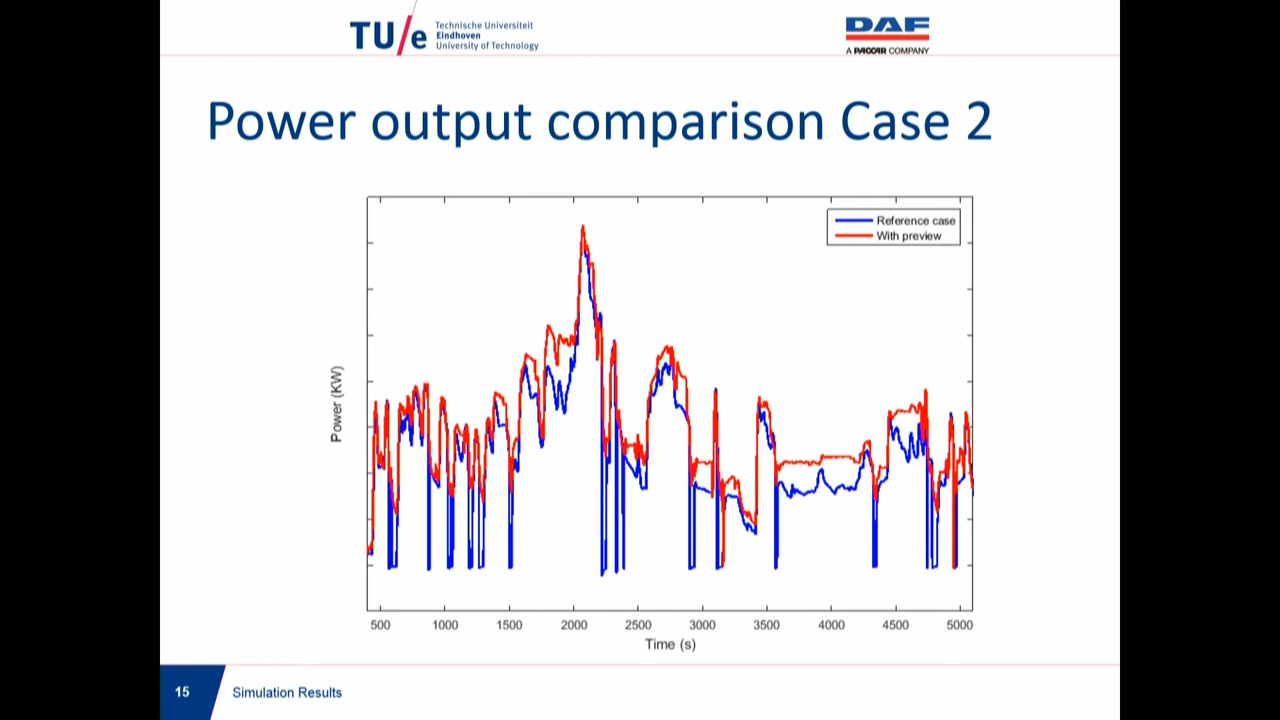 TU/e
Technische Universiteit
Eindhoven
University of Technology
DAF
A PACCAR COMPANY
Power output comparison Case 2
Reference case
With preview
Power (KW)
500 1000 1500 2000 2500 3000 3500 4000 4500 5000
Time (s)
15 Simulation Results